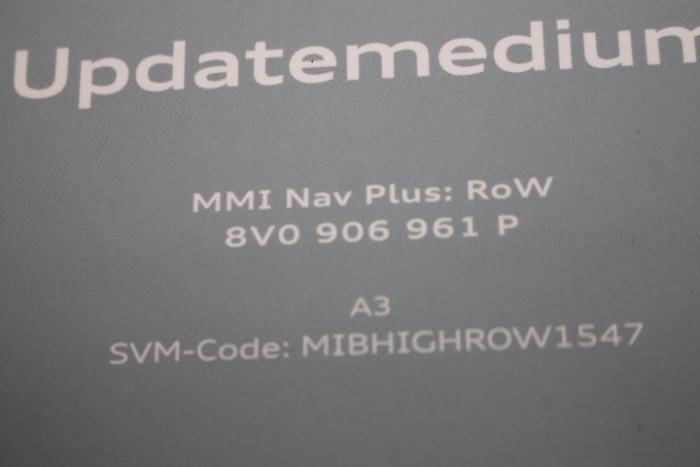 Updatemedium
MMI Nav Plus: RoW
8V0 906 961 P
A3
SVM-Code: MIBHIGHROW1547